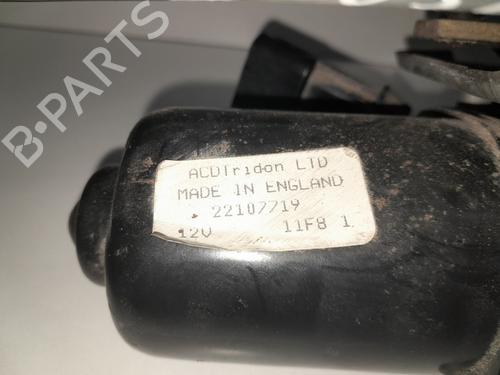 B-Parts
ACDTridon LTD
MADE IN ENGLAND
22107719
12V 11F8 1